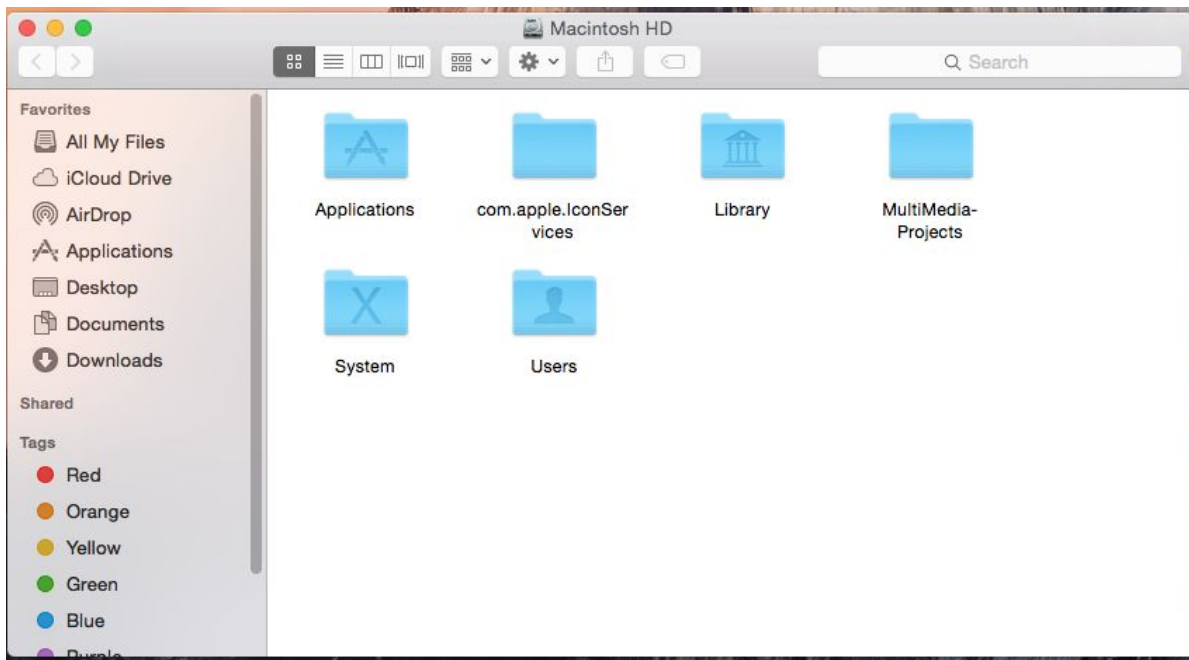 Macintosh HD
Search
Favorites
All My Files
iCloud Drive
AirDrop
Applications
Desktop
Documents
Downloads
Shared
Tags
Red
Orange
Yellow
Green
Blue
Purple
Applications
com.apple.IconSer
vices
Library
MultiMedia-
Projects
System
Users